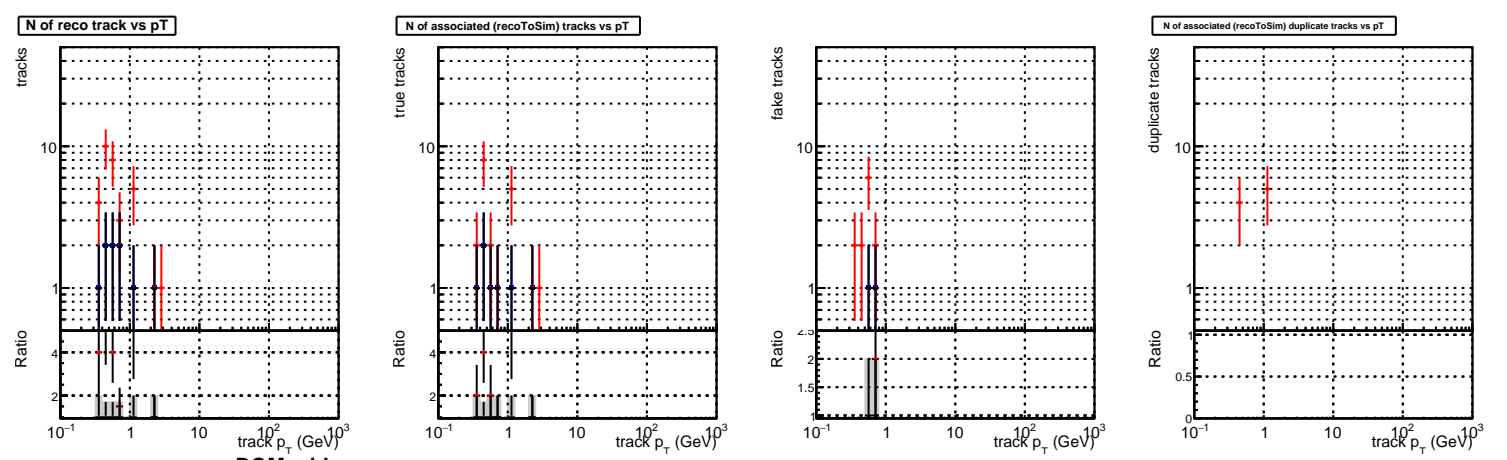 N of reco track vs pT
tracks
10
1
Ratio
4
2
10⁻¹ 1 10 10² 10³
track p_T (GeV)
N of associated (recoToSim) tracks vs pT
true tracks
10
1
Ratio
4
2
10⁻¹ 1 10 10² 10³
track p_T (GeV)
fake tracks
10
1
Ratio
2.5
2
1.5
1
10⁻¹ 1 10 10² 10³
track p_T (GeV)
N of associated (recoToSim) duplicate tracks vs pT
duplicate tracks
10
1
Ratio
1
0.5
0
10⁻¹ 1 10 10² 10³
track p_T (GeV)